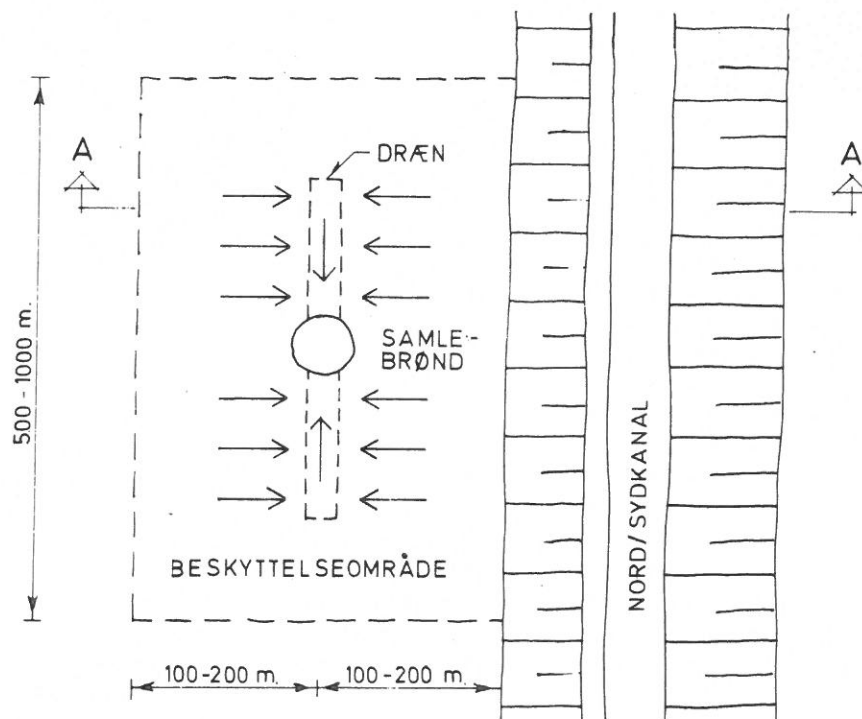 A
DRÆN
A
500-1000 m.
SAMLE-
BRØND
NORD/SYDKANAL
BESKYTTELSEOMRÅDE
100-200 m.
100-200 m.